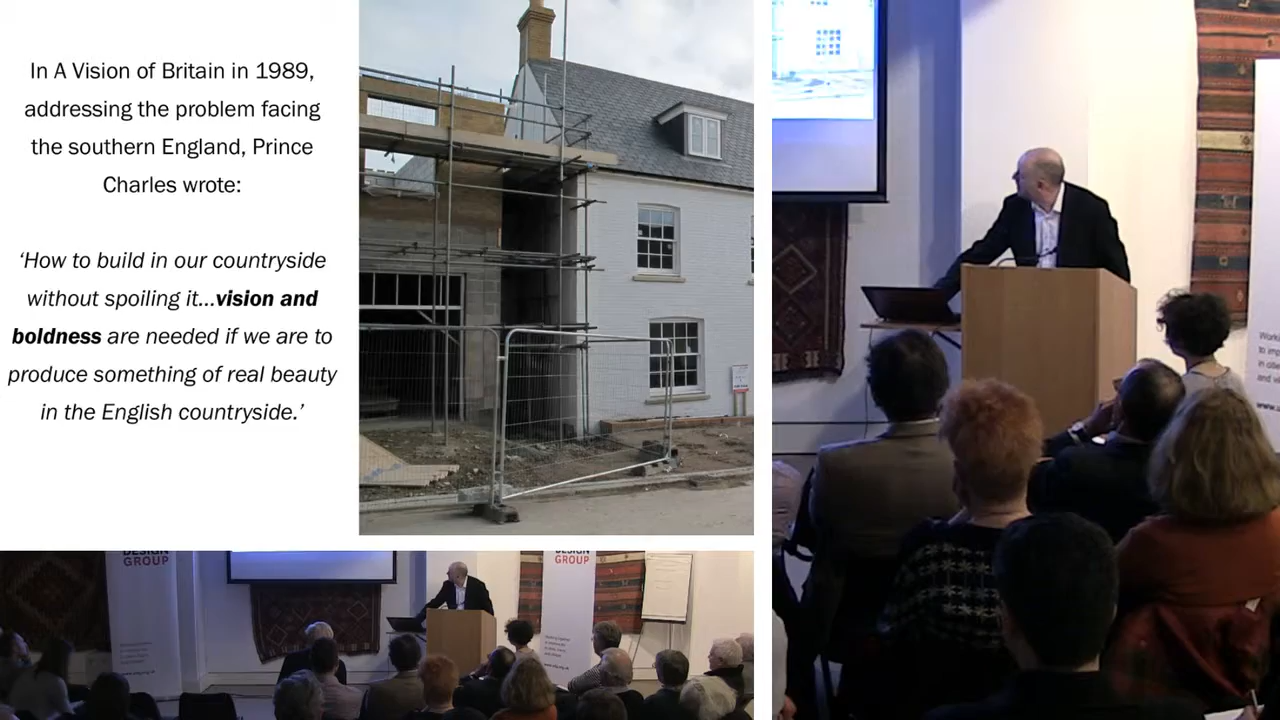 In A Vision of Britain in 1989,
addressing the problem facing
the southern England, Prince
Charles wrote:
‘How to build in our countryside
without spoiling it...vision and
boldness are needed if we are to
produce something of real beauty
in the English countryside.’
DESIGN
GROUP
DESIGN
GROUP